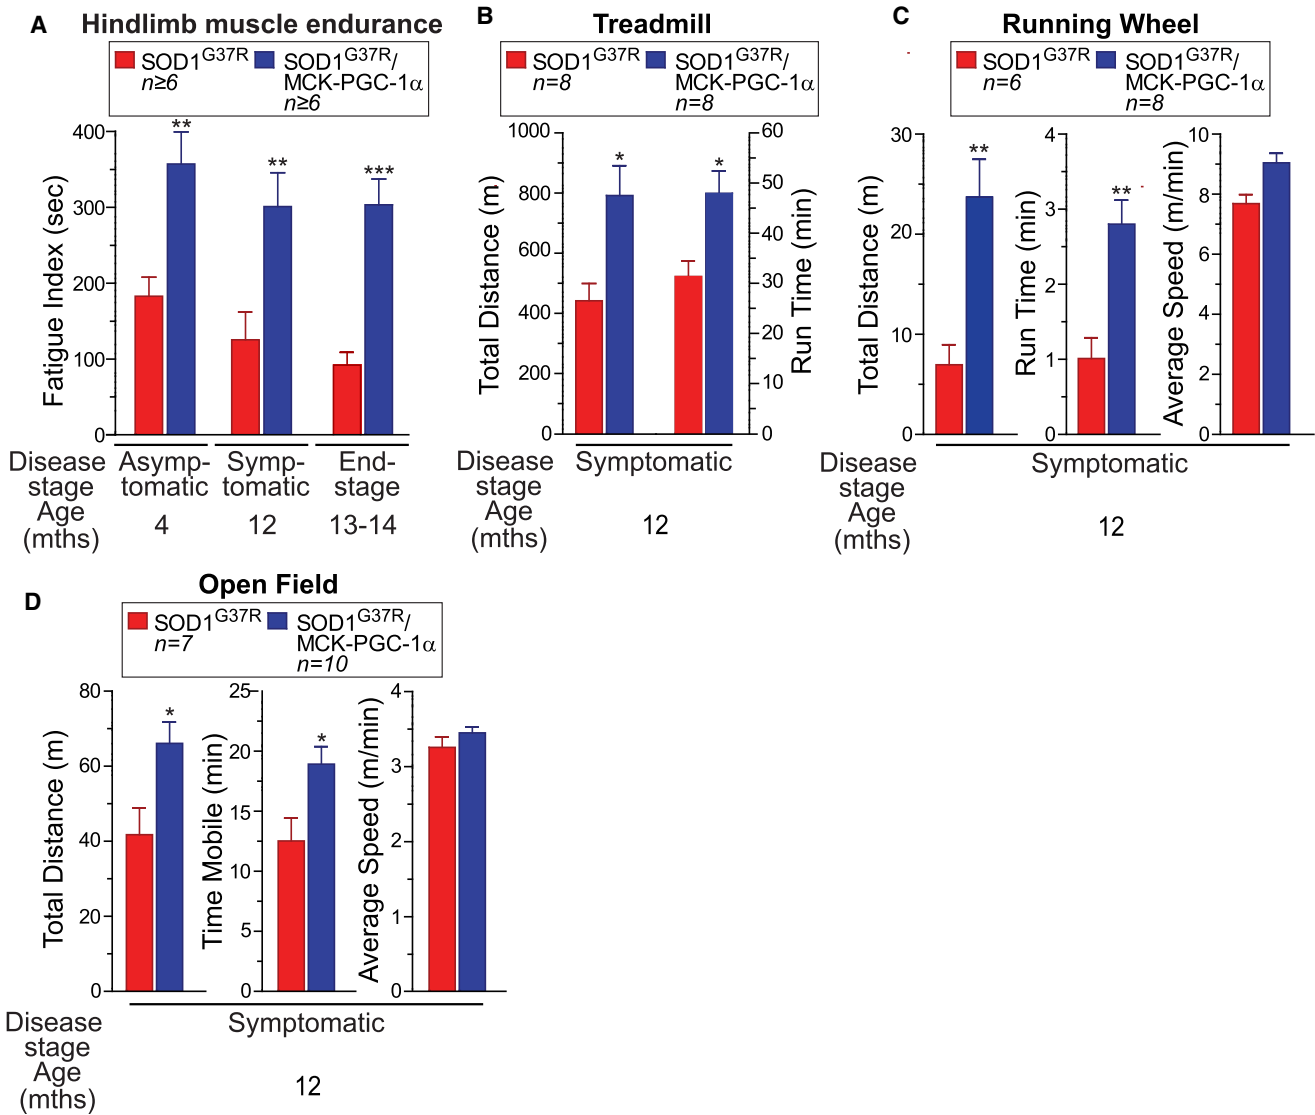 A Hindlimb muscle endurance
SOD1G37R SOD1G37R/
n≥6 MCK-PGC-1α
n≥6
Fatigue Index (sec)
400
300
200
100
0
** ** ***
Disease stage Asymp-tomatic Symp-tomatic End-stage
Age (mths) 4 12 13-14
B Treadmill
SOD1G37R SOD1G37R/
n=8 MCK-PGC-1α
n=8
Total Distance (m)
1000
800
600
400
200
0
* *
60
50
40
30
20
10
0
Run Time (min)
Disease stage Symptomatic
Age (mths) 12
C Running Wheel
SOD1G37R SOD1G37R/
n=6 MCK-PGC-1α
n=8
Total Distance (m)
30
20
10
0
**
Run Time (min)
4
3
2
1
0
**
Average Speed (m/min)
10
8
6
4
2
0
Disease stage Symptomatic
Age (mths) 12
D Open Field
SOD1G37R SOD1G37R/
n=7 MCK-PGC-1α
n=10
Total Distance (m)
80
60
40
20
0
*
Time Mobile (min)
25
20
15
10
5
0
*
Average Speed (m/min)
4
3
2
1
0
Disease stage Symptomatic
Age (mths) 12